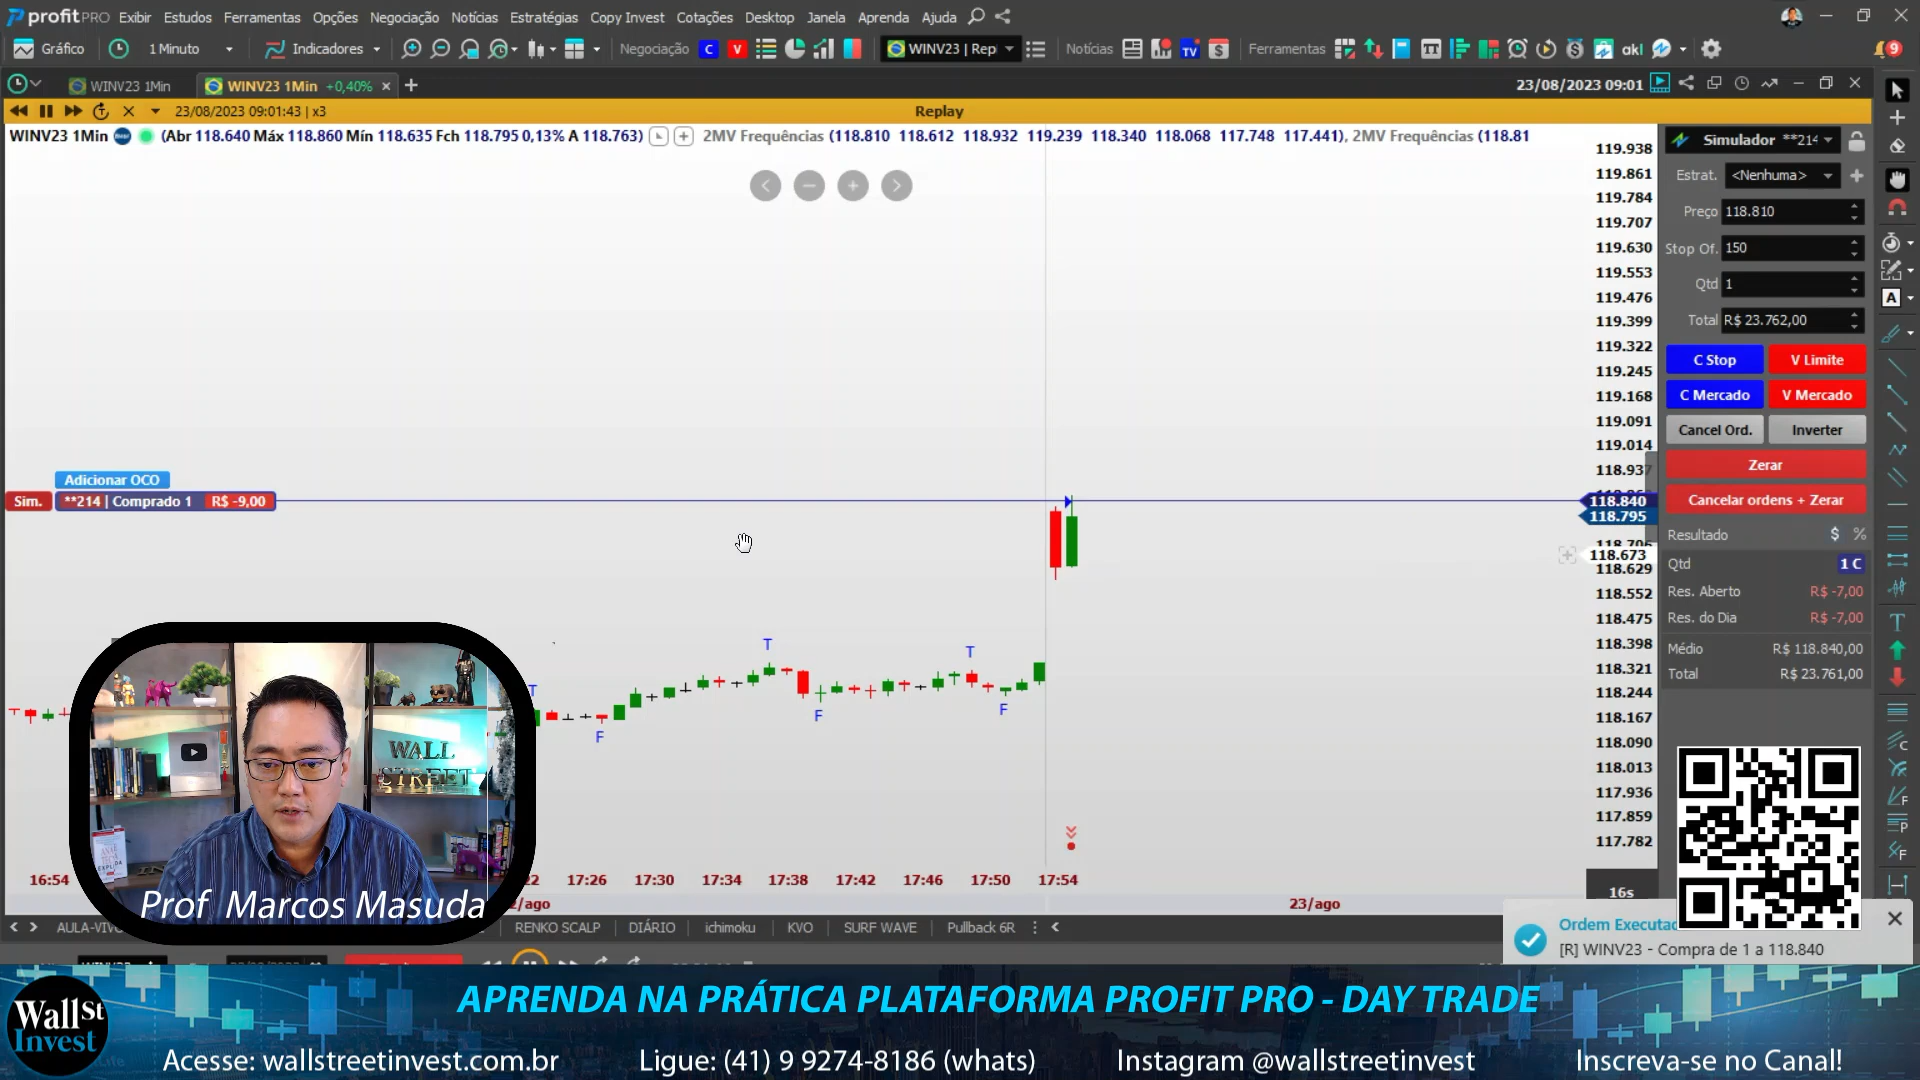 profitPRO Exibir Estudos Ferramentas Opções Negociação Notícias Estratégias Copy Invest Cotações Desktop Janela Aprenda Ajuda
Gráfico 1 Minuto Indicadores Negociação C V WINV23 | Rep Notícias TV $ Ferramentas TT akl 9
WINV23 1Min WINV23 1Min +0,40% 23/08/2023 09:01
23/08/2023 09:01:43 | x3 Replay
WINV23 1Min (Abr 118.640 Máx 118.860 Mín 118.635 Fch 118.795 0,13% A 118.763) 2MV Frequências (118.810 118.612 118.932 119.239 118.340 118.068 117.748 117.441), 2MV Frequências (118.81
119.938
119.861
119.784
119.707
119.630
119.553
119.476
119.399
119.322
119.245
119.168
119.091
119.014
118.937
118.840
118.795
118.673
118.629
118.552
118.475
118.398
118.321
118.244
118.167
118.090
118.013
117.936
117.859
117.782
16s
Simulador **214
Estrat. <Nenhuma>
Preço 118.810
Stop Of. 150
Qtd 1
Total R$ 23.762,00
C Stop V Limite
C Mercado V Mercado
Cancel Ord. Inverter
Zerar
Cancelar ordens + Zerar
Resultado $ %
Qtd 1 C
Res. Aberto R$ -7,00
Res. do Dia R$ -7,00
Médio R$ 118.840,00
Total R$ 23.761,00
Adicionar OCO
Sim. **214 | Comprado 1 R$ -9,00
T T T
F F F
WALL
STREET
Prof Marcos Masuda
16:54 22 17:26 17:30 17:34 17:38 17:42 17:46 17:50 17:54
2/ago 23/ago
AULA-VIV RENKO SCALP DIÁRIO ichimoku KVO SURF WAVE Pullback 6R
Ordem Executad
[R] WINV23 - Compra de 1 a 118.840
Wall St
Invest
APRENDA NA PRÁTICA PLATAFORMA PROFIT PRO - DAY TRADE
Acesse: wallstreetinvest.com.br Ligue: (41) 9 9274-8186 (whats) Instagram @wallstreetinvest Inscreva-se no Canal!